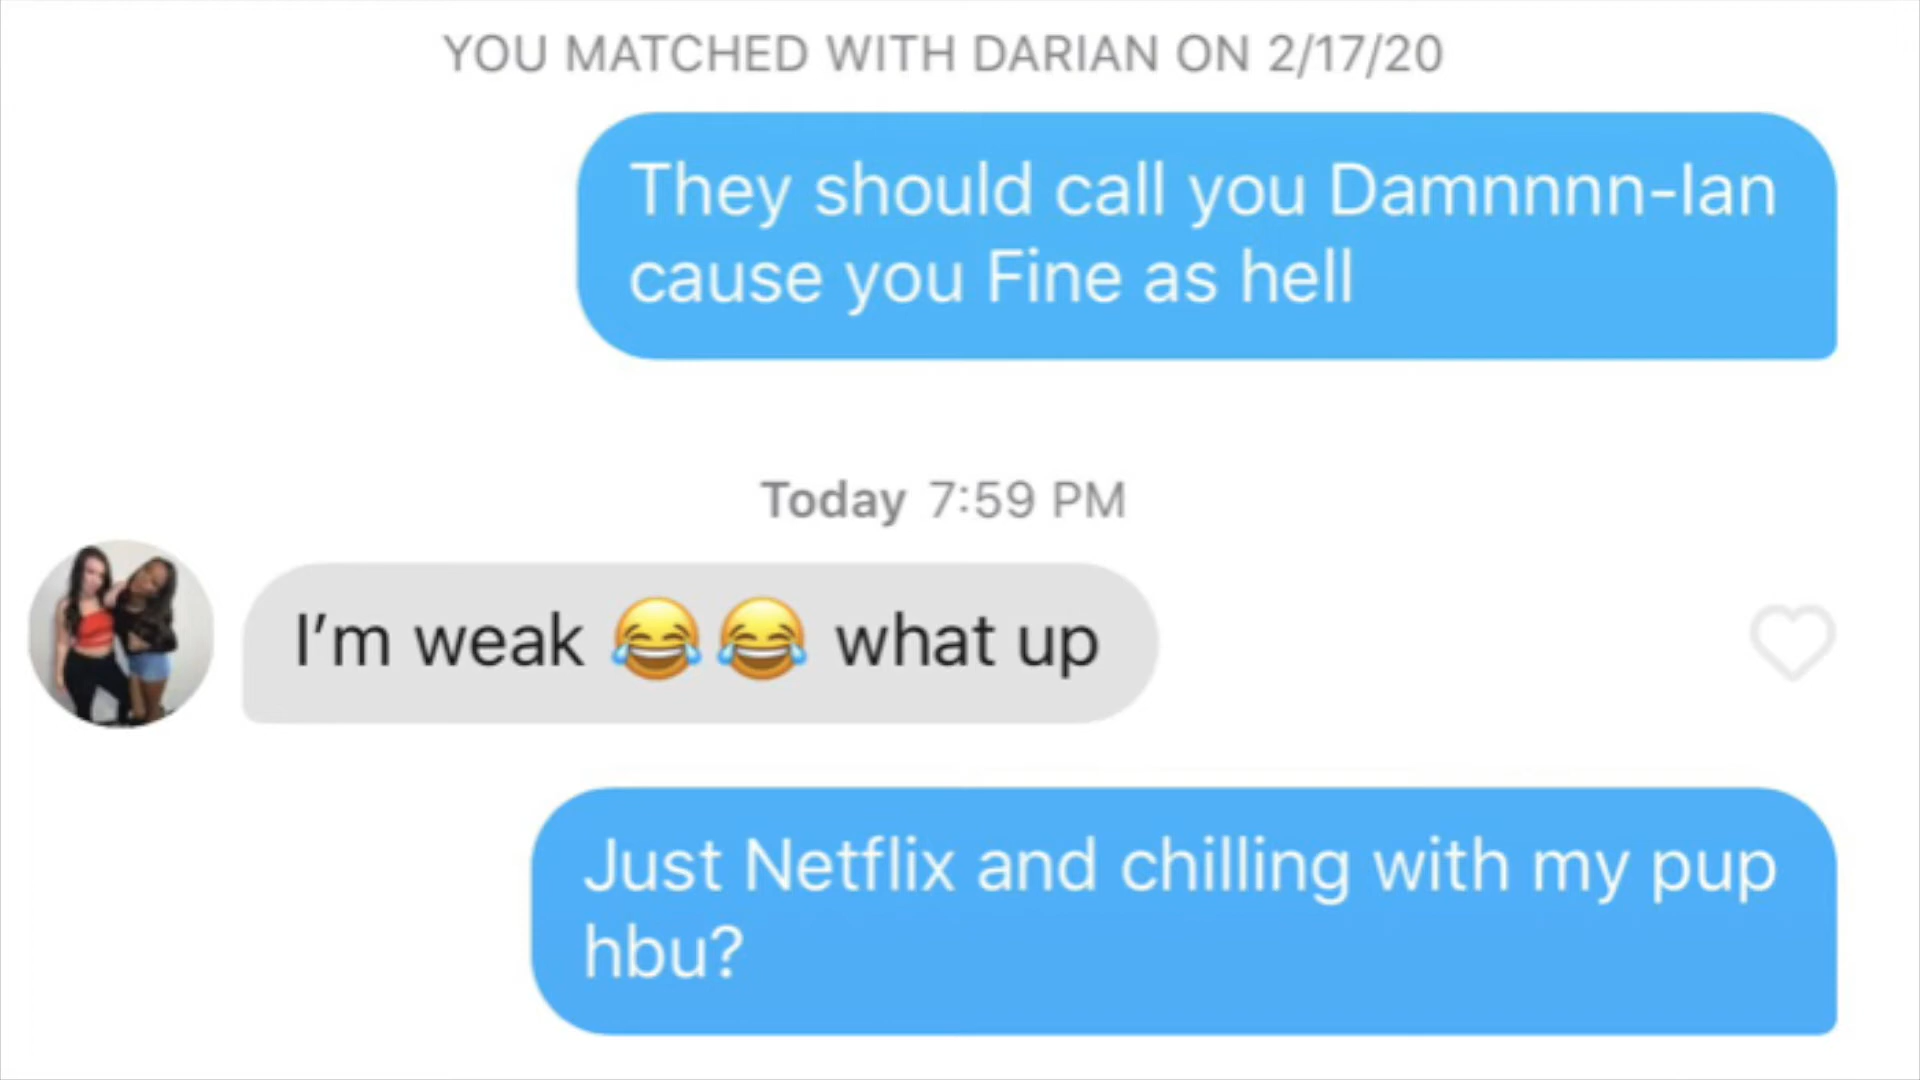 YOU MATCHED WITH DARIAN ON 2/17/20
They should call you Damnnnn-Ian
cause you Fine as hell
Today 7:59 PM
I’m weak 😂😂 what up
Just Netflix and chilling with my pup
hbu?